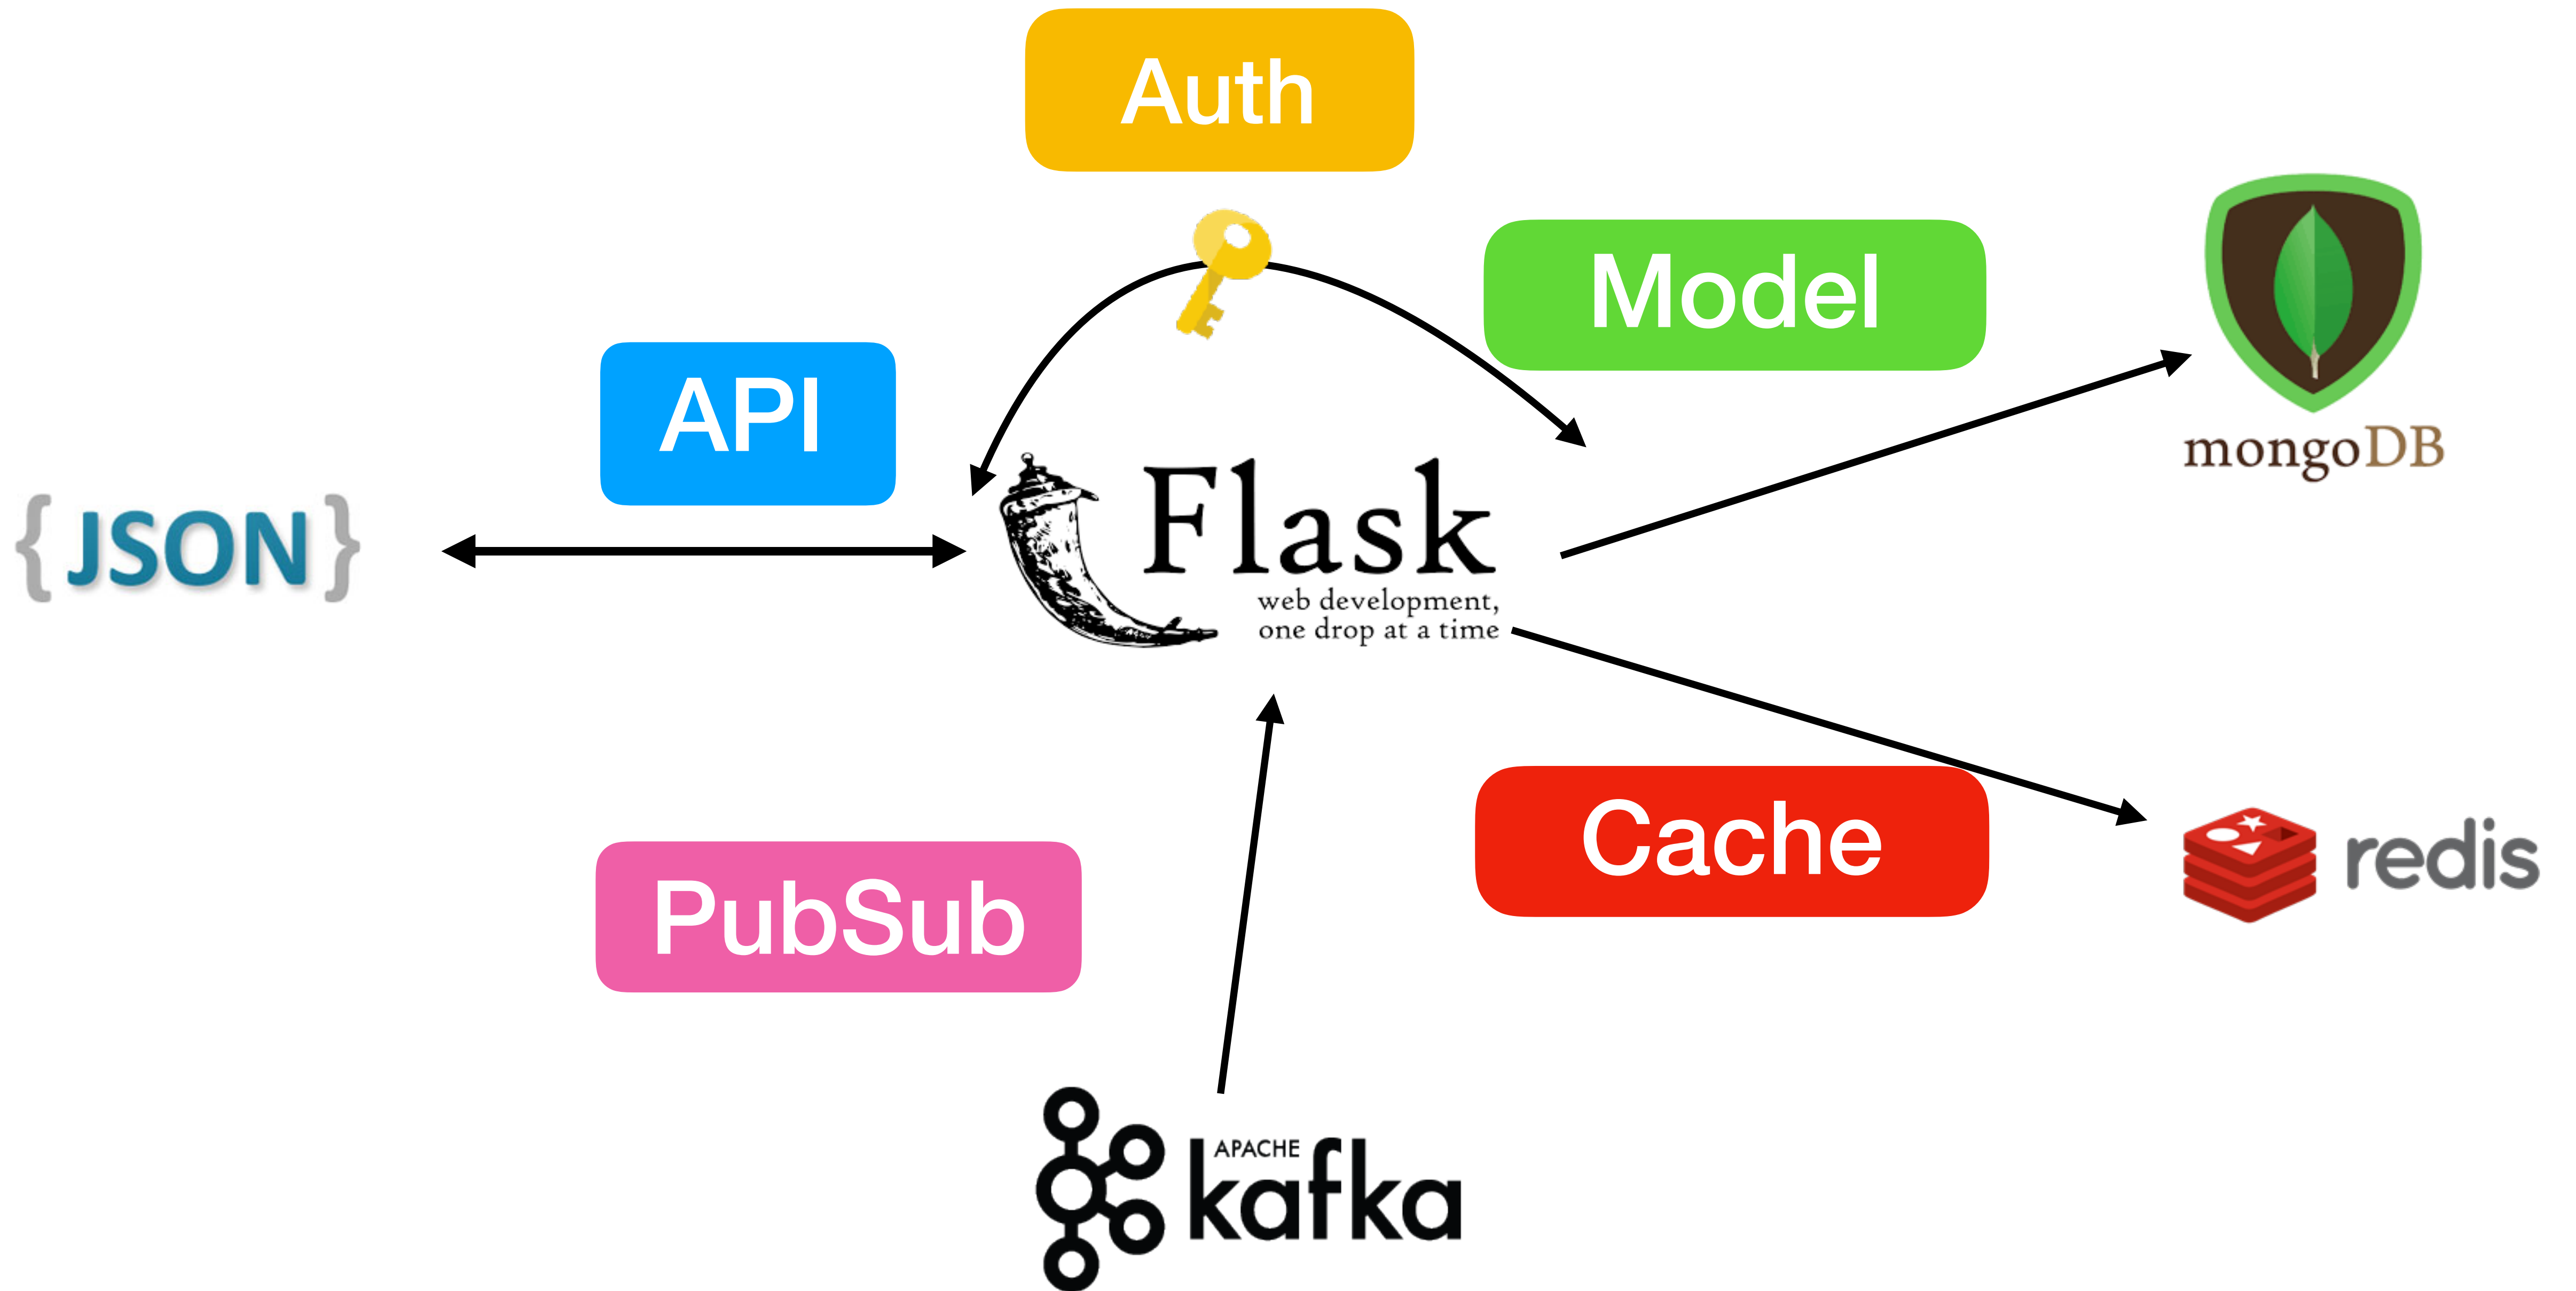 Auth
Model
API
mongoDB
{JSON}
Flask
web development,
one drop at a time
Cache
redis
PubSub
APACHE
kafka